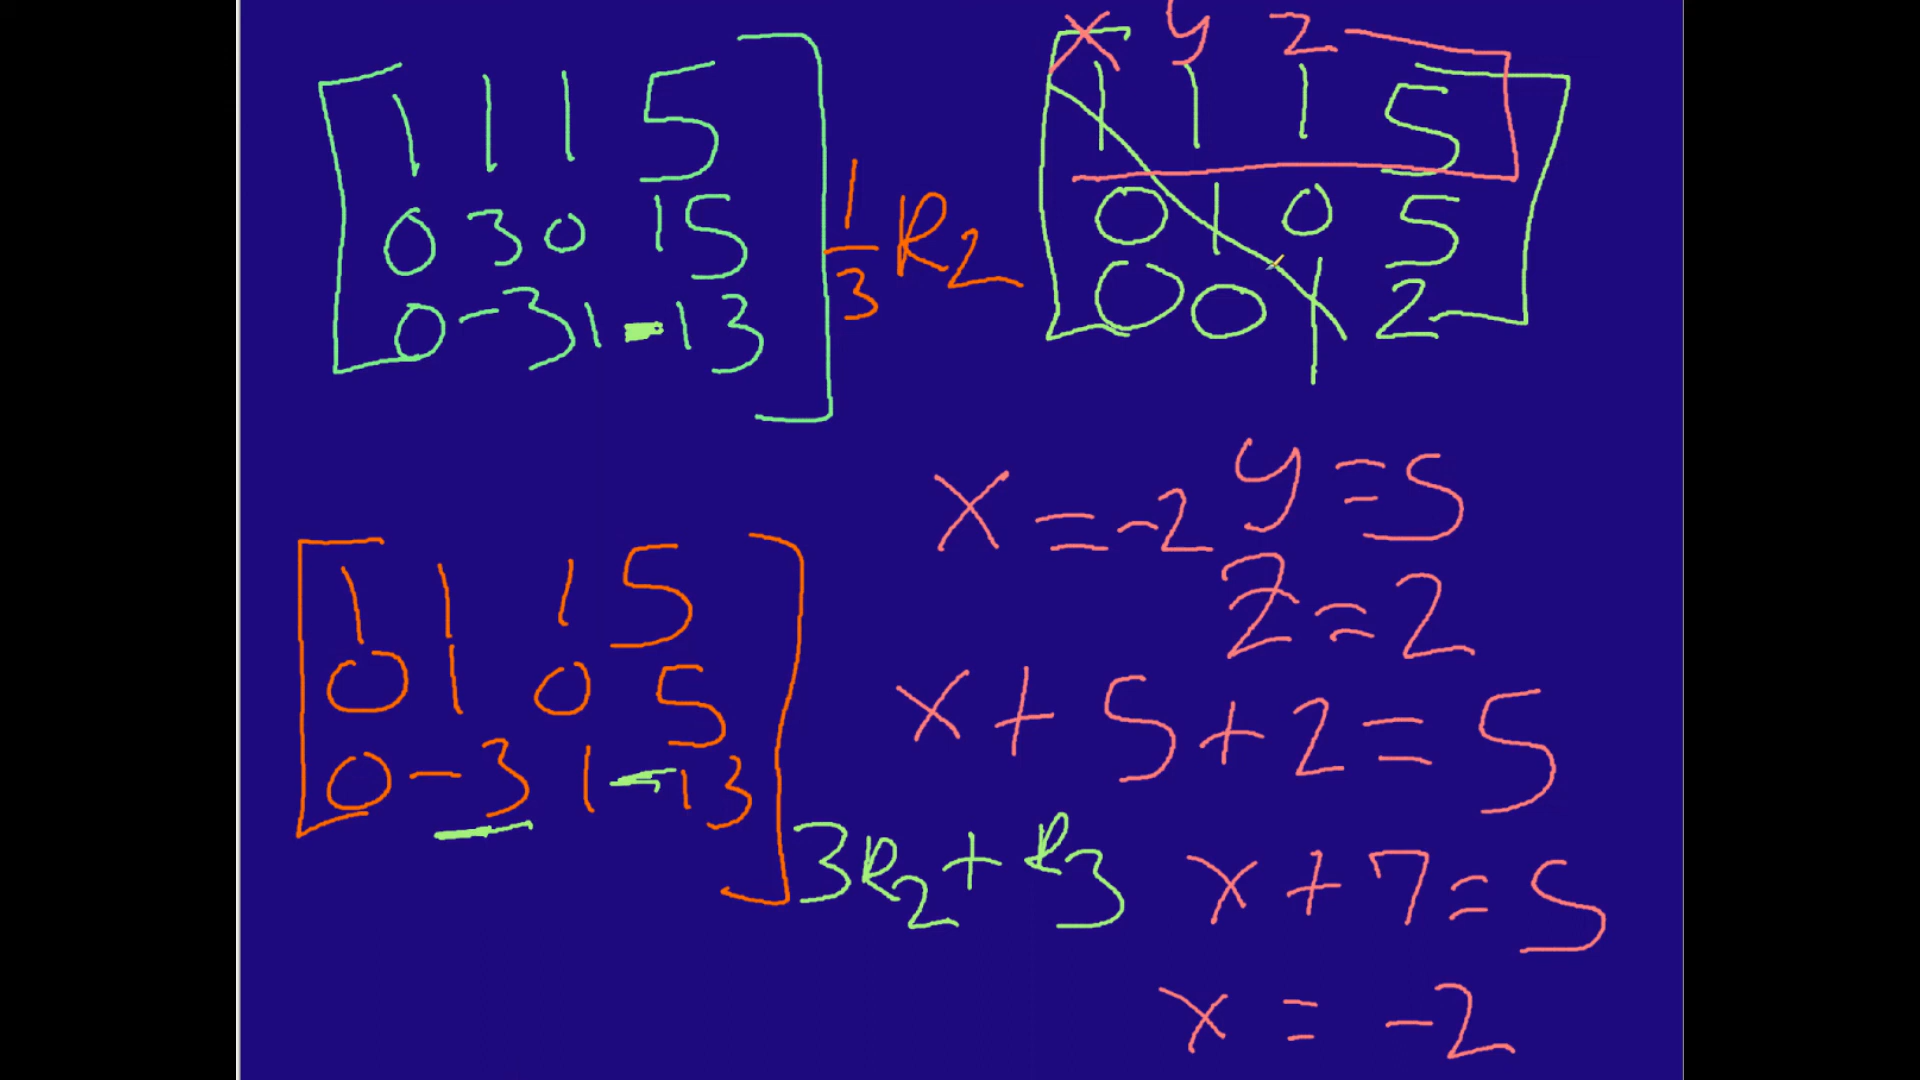 1 1 1 5
0 3 0 15
0 -3 1 -13
1/3 R2
x y z
1 1 1 5
0 1 0 5
0 0 1 2
1 1 1 5
0 1 0 5
0 -3 1 -13
3R2 + R3
x = -2 y = 5
z = 2
x + 5 + 2 = 5
x + 7 = 5
x = -2